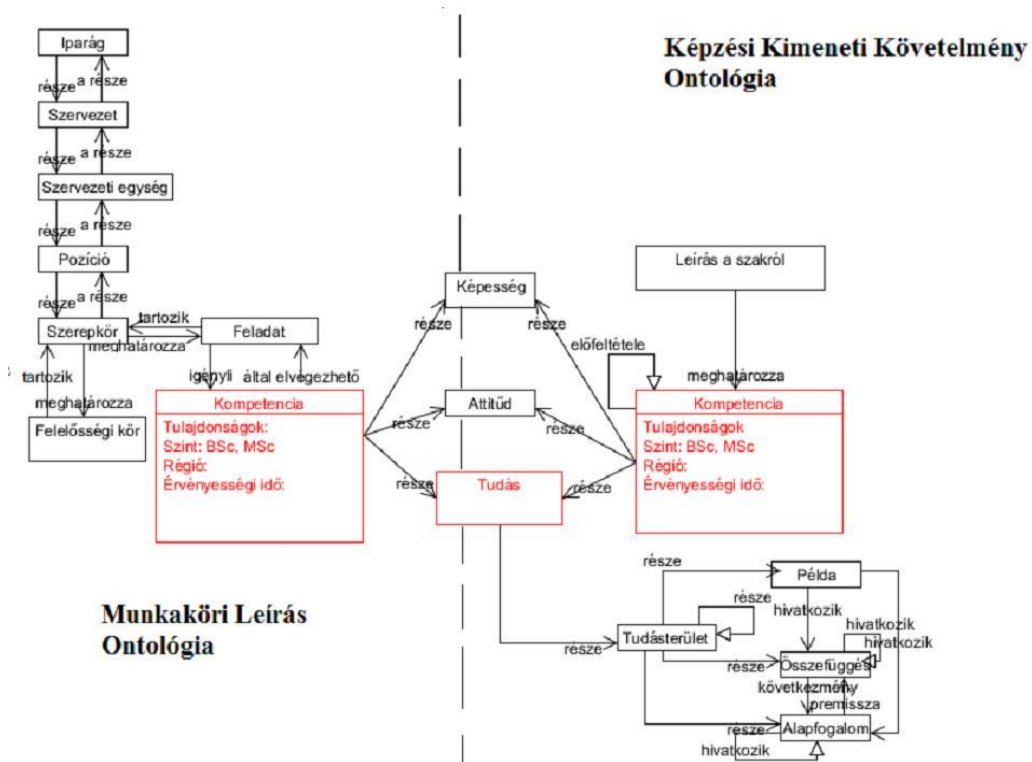 Képzési Kimeneti Követelmény
Ontológia
Iparág
része
a része
Szervezet
része
a része
Szervezeti egység
része
a része
Pozíció
része
a része
Szerepkör
tartozik
meghatározza
Feladat
tartozik
meghatározza
Felelősségi kör
igényli
által elvégezhető
Kompetencia
Tulajdonságok:
Szint: BSc, MSc
Régió:
Érvényességi idő:
Képesség
része
része
Attitűd
része
része
Tudás
része
része
Leírás a szakról
előfeltétele
meghatározza
Kompetencia
Tulajdonságok
Szint: BSc, MSc
Régió:
Érvényességi idő:
Munkaköri Leírás
Ontológia
része
Tudásterület
része
része
Példa
hivatkozik
hivatkozik
hivatkozik
része
Összefüggés
következmény
premissza
része
Alapfogalom
hivatkozik